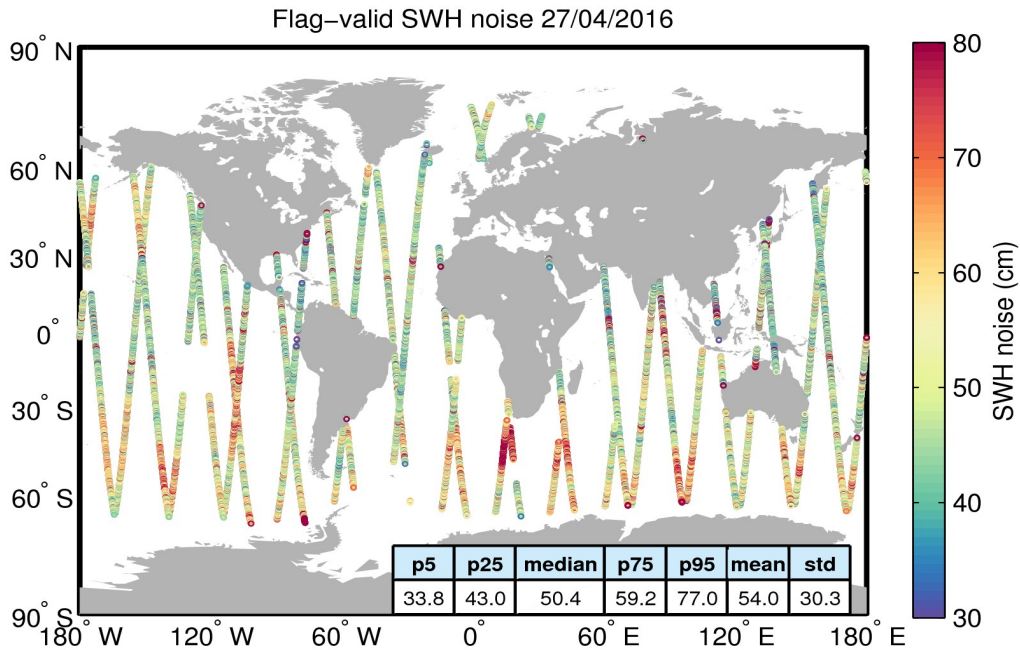 Flag−valid SWH noise 27/04/2016
90° N
60° N
30° N
0°
30° S
60° S
90° S
180° W
120° W
60° W
0°
60° E
120° E
180° E
p5 p25 median p75 p95 mean std
33.8 43.0 50.4 59.2 77.0 54.0 30.3
80
70
60
50
40
30
SWH noise (cm)